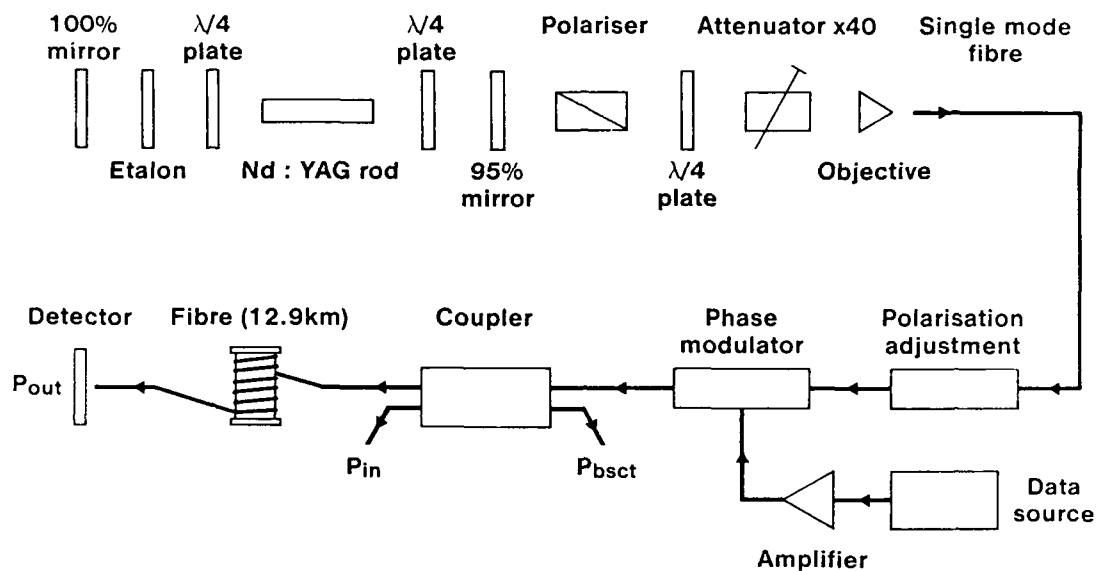 100%
mirror
λ/4
plate
λ/4
plate
Polariser
Attenuator x40
Single mode
fibre
Etalon
Nd : YAG rod
95%
mirror
λ/4
plate
Objective
Detector
Fibre (12.9km)
Coupler
Phase
modulator
Polarisation
adjustment
Pout
Pin
Pbsct
Amplifier
Data
source